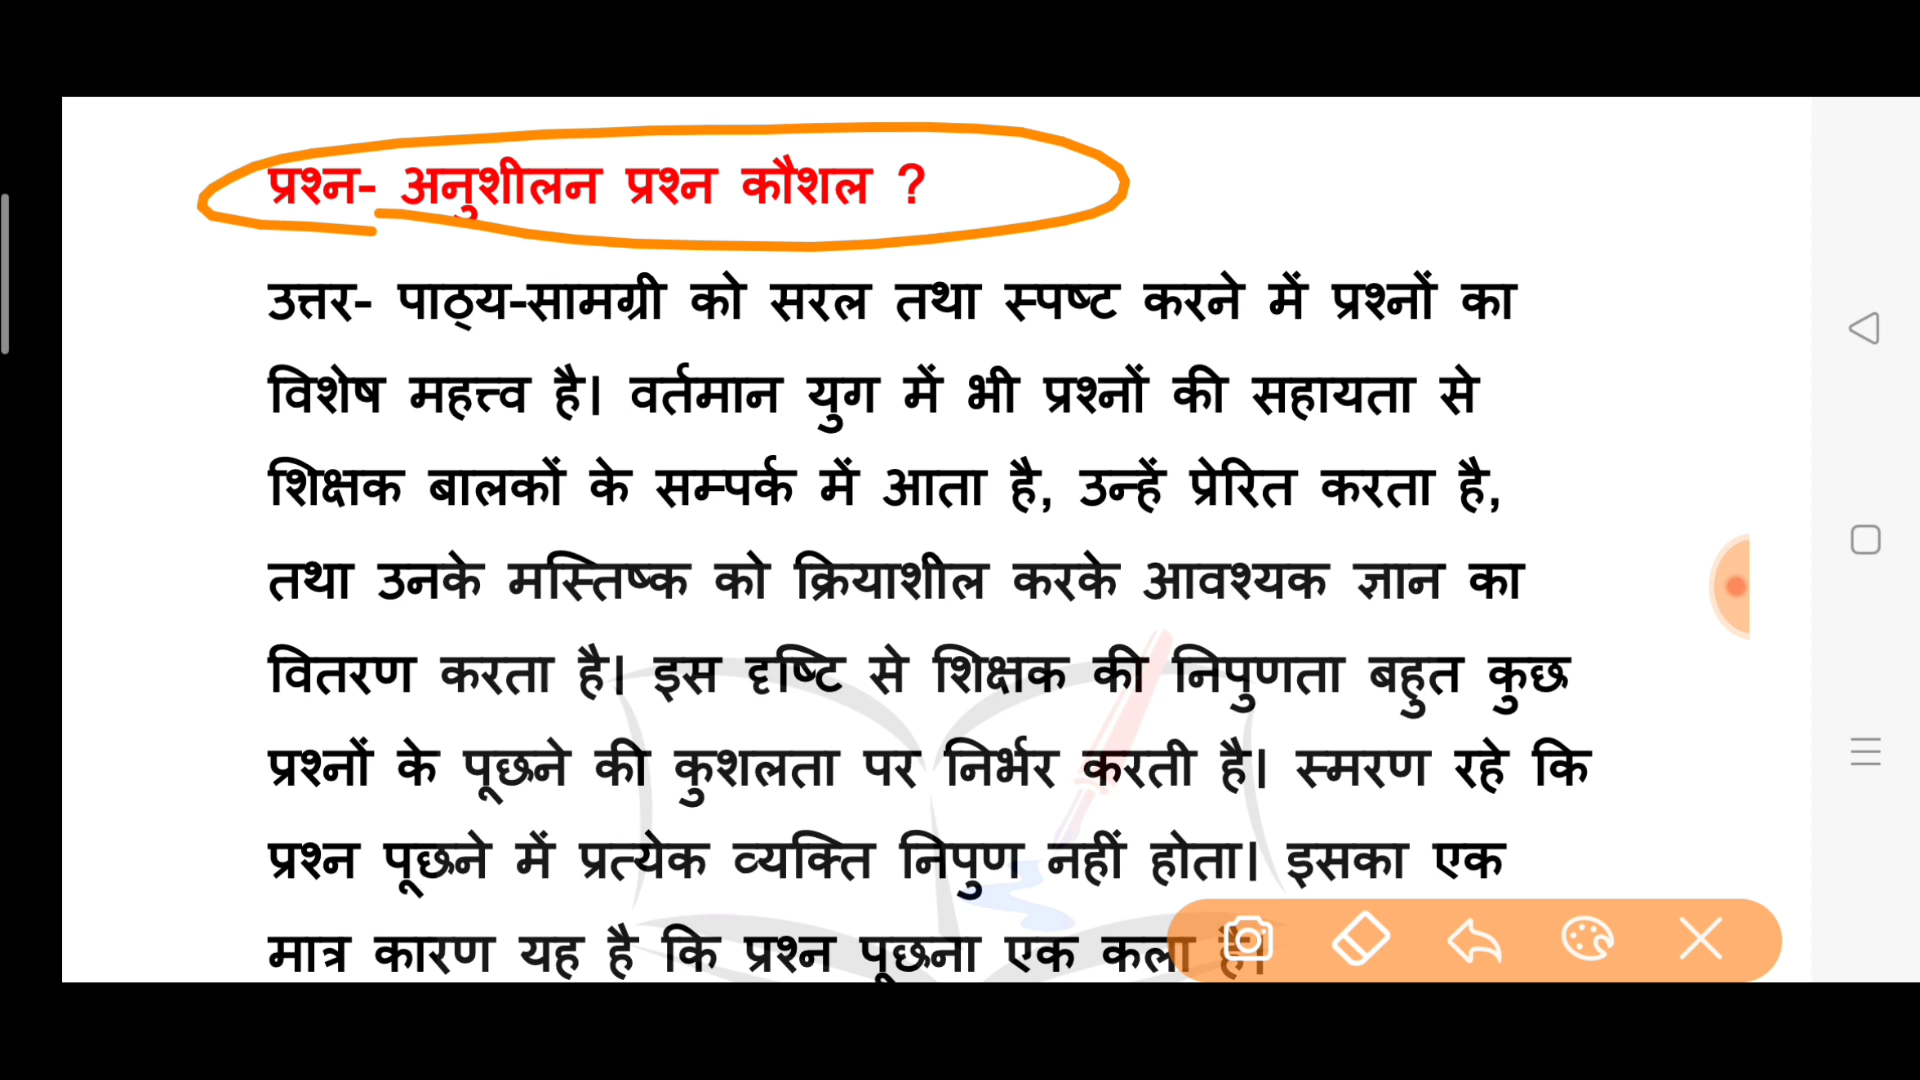 प्रश्न- अनुशीलन प्रश्न कौशल ?
उत्तर- पाठ्य-सामग्री को सरल तथा स्पष्ट करने में प्रश्नों का
विशेष महत्त्व है। वर्तमान युग में भी प्रश्नों की सहायता से
शिक्षक बालकों के सम्पर्क में आता है, उन्हें प्रेरित करता है,
तथा उनके मस्तिष्क को क्रियाशील करके आवश्यक ज्ञान का
वितरण करता है। इस दृष्टि से शिक्षक की निपुणता बहुत कुछ
प्रश्नों के पूछने की कुशलता पर निर्भर करती है। स्मरण रहे कि
प्रश्न पूछने में प्रत्येक व्यक्ति निपुण नहीं होता। इसका एक
मात्र कारण यह है कि प्रश्न पूछना एक कला है।